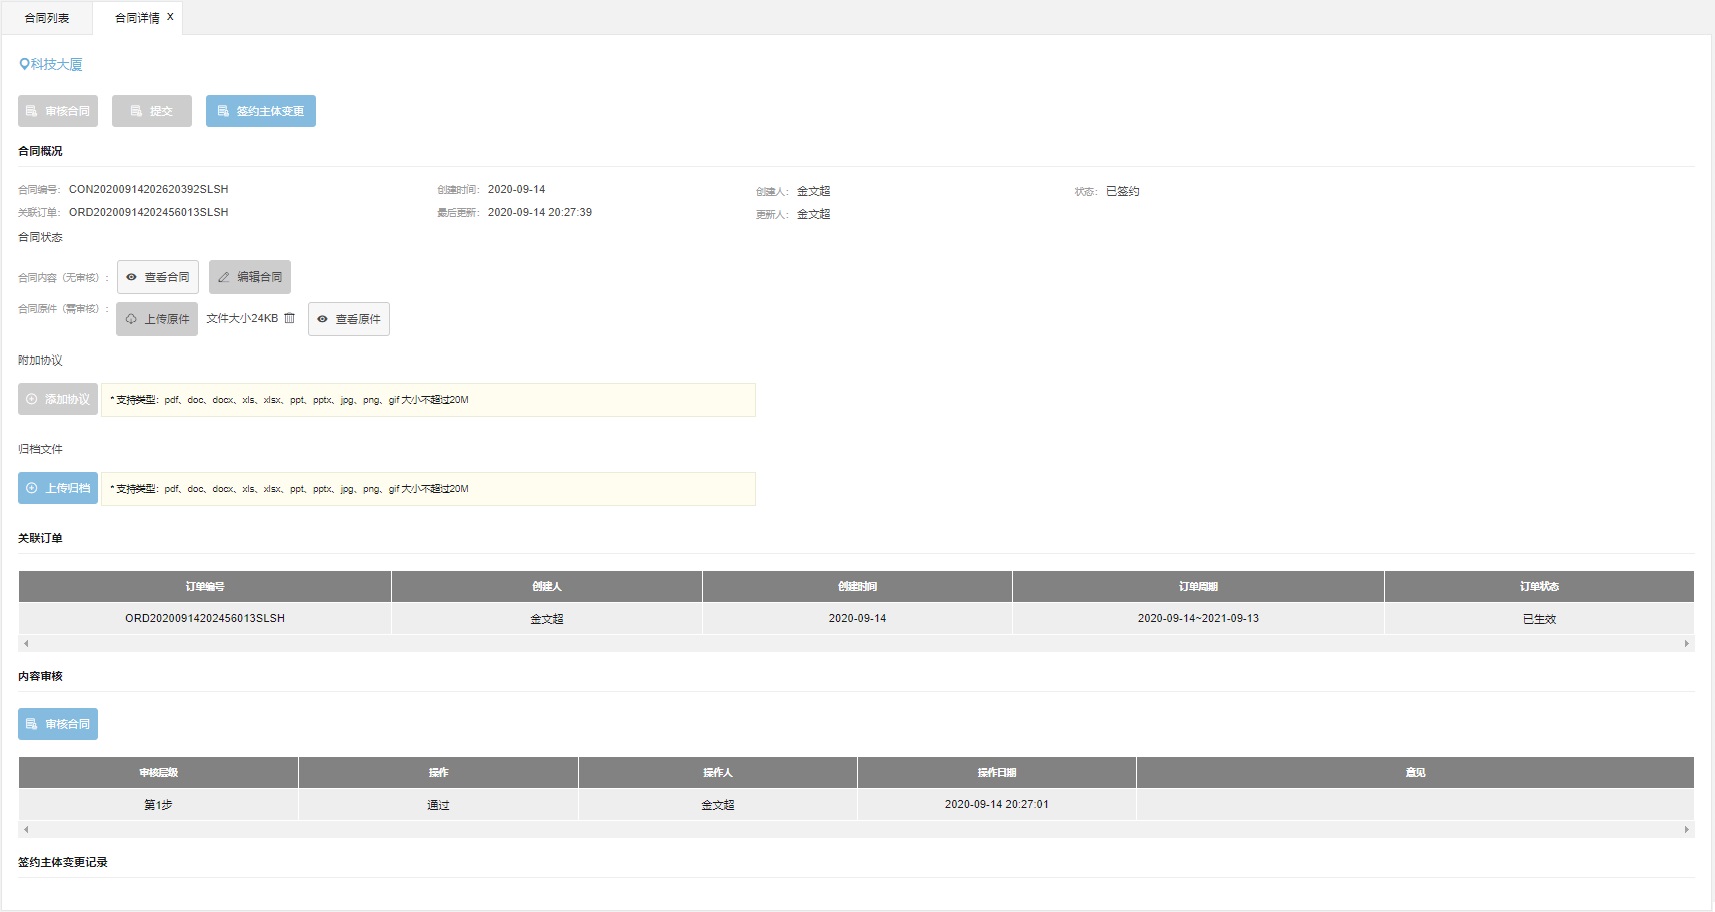 合同列表 合同详情 X
科技大厦
审核合同 提交 签约主体变更
合同概况
合同编号: CON20200914202620392SLSH 创建时间: 2020-09-14 创建人: 金文超 状态: 已签约
关联订单: ORD20200914202456013SLSH 最后更新: 2020-09-14 20:27:39 更新人: 金文超
合同状态
合同内容（无审核）: 查看合同 编辑合同
合同原件（需审核）: 上传原件 文件大小24KB 查看原件
附加协议
添加协议 * 支持类型：pdf、doc、docx、xls、xlsx、ppt、pptx、jpg、png、gif 大小不超过20M
归档文件
上传归档 * 支持类型：pdf、doc、docx、xls、xlsx、ppt、pptx、jpg、png、gif 大小不超过20M
关联订单
订单编号 创建人 创建时间 订单周期 订单状态
ORD20200914202456013SLSH 金文超 2020-09-14 2020-09-14~2021-09-13 已生效
内容审核
审核合同
审核层级 操作 操作人 操作日期 意见
第1步 通过 金文超 2020-09-14 20:27:01
签约主体变更记录